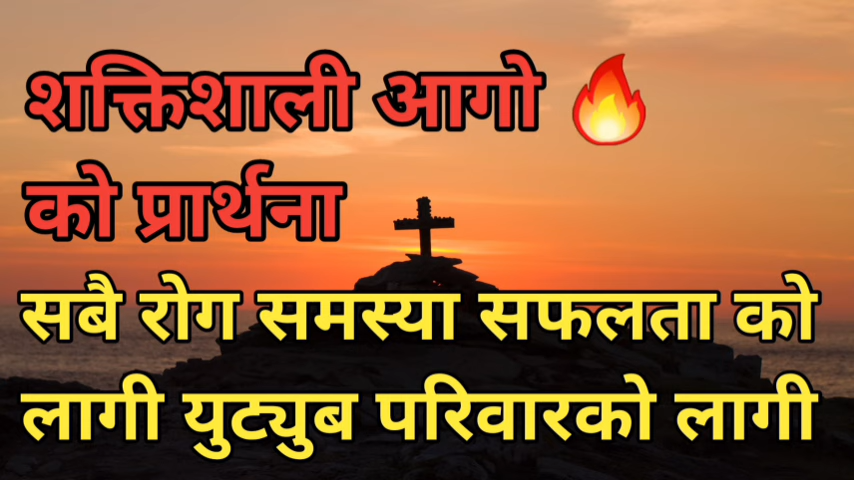 शक्तिशाली आगो 🔥
को प्रार्थना
सबै रोग समस्या सफलता को
लागी युट्युब परिवारको लागी